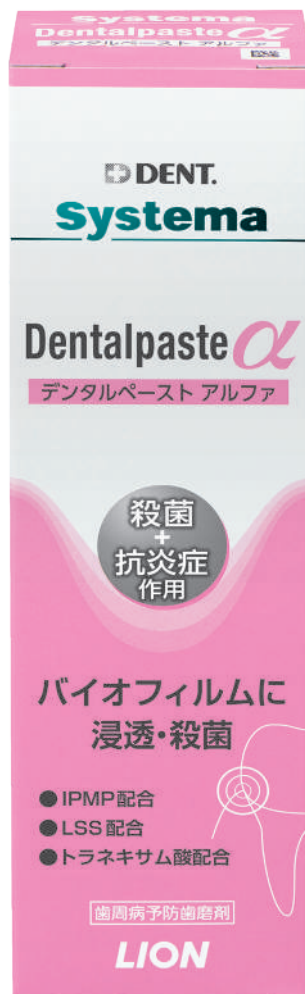 Systema
Dentalpaste α
デンタルペースト アルファ
DENT.
Systema
Dentalpaste α
デンタルペースト アルファ
殺菌
+
抗炎症
作用
バイオフィルムに
浸透・殺菌
●IPMP配合
●LSS配合
●トラネキサム酸配合
歯周病予防歯磨剤
LION